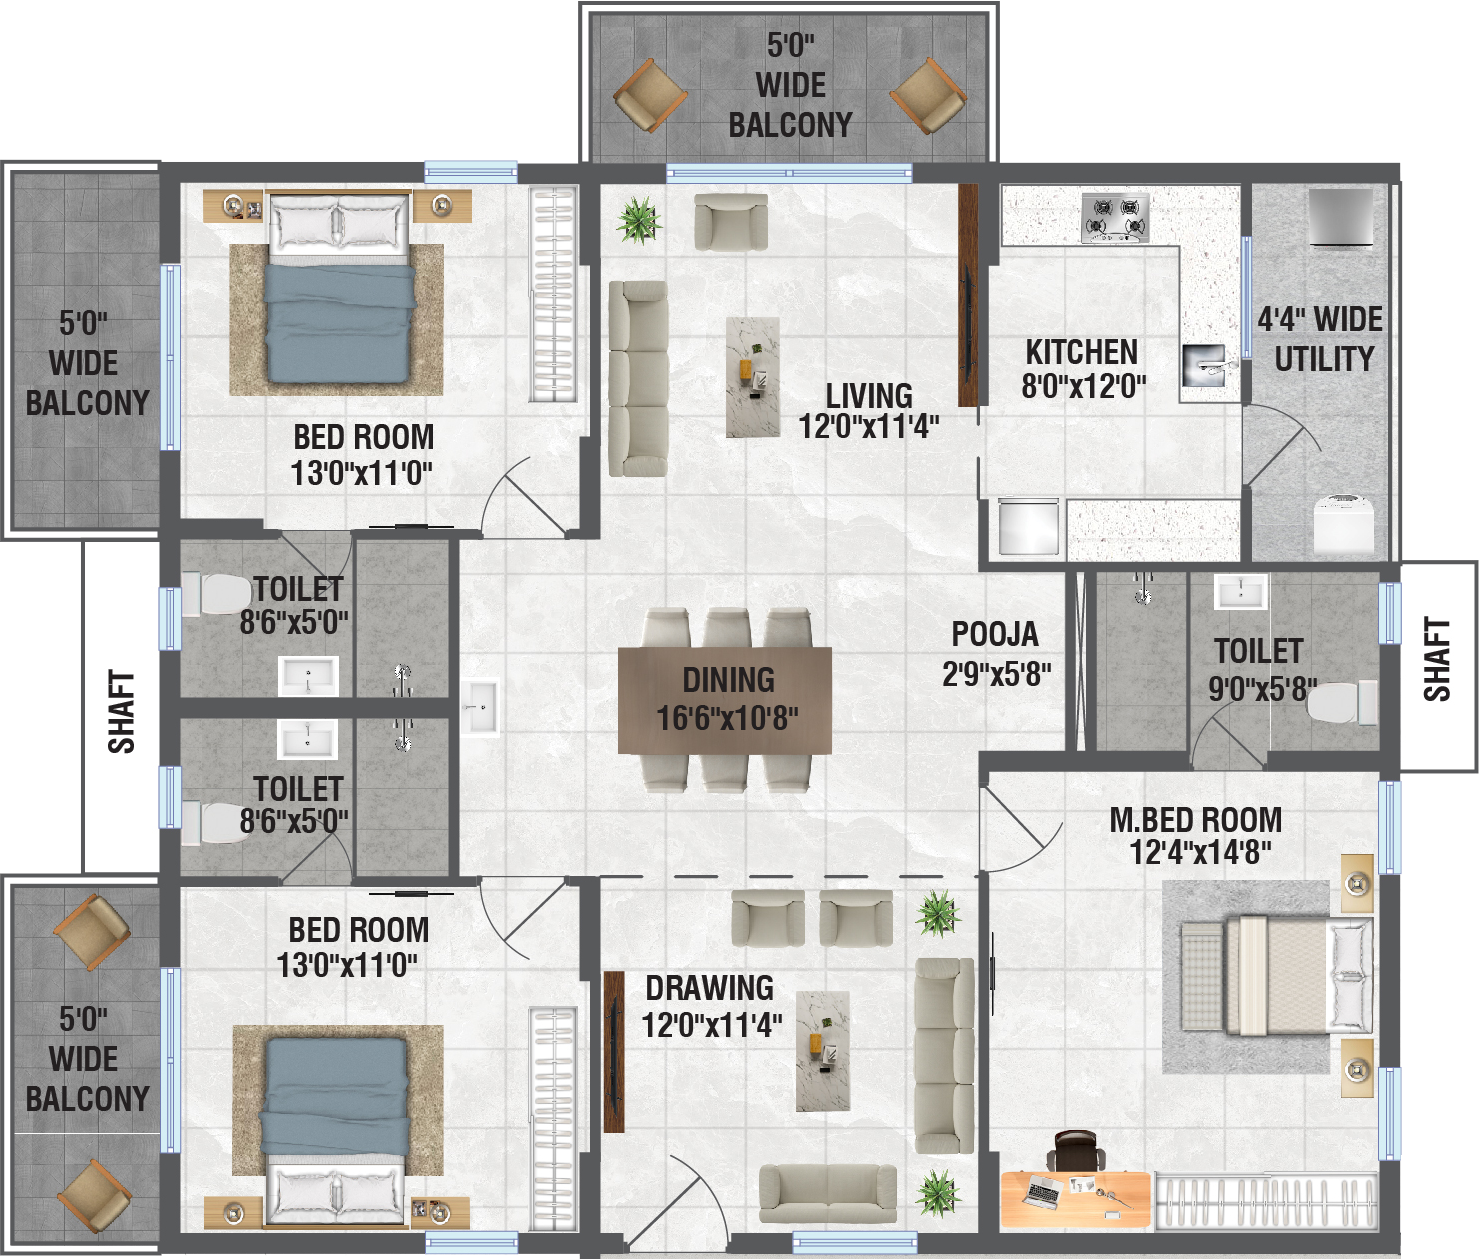 5'0"
WIDE
BALCONY
5'0"
WIDE
BALCONY
BED ROOM
13'0"x11'0"
LIVING
12'0"x11'4"
KITCHEN
8'0"x12'0"
4'4" WIDE
UTILITY
TOILET
8'6"x5'0"
SHAFT
TOILET
8'6"x5'0"
DINING
16'6"x10'8"
POOJA
2'9"x5'8"
TOILET
9'0"x5'8"
SHAFT
M.BED ROOM
12'4"x14'8"
BED ROOM
13'0"x11'0"
DRAWING
12'0"x11'4"
5'0"
WIDE
BALCONY